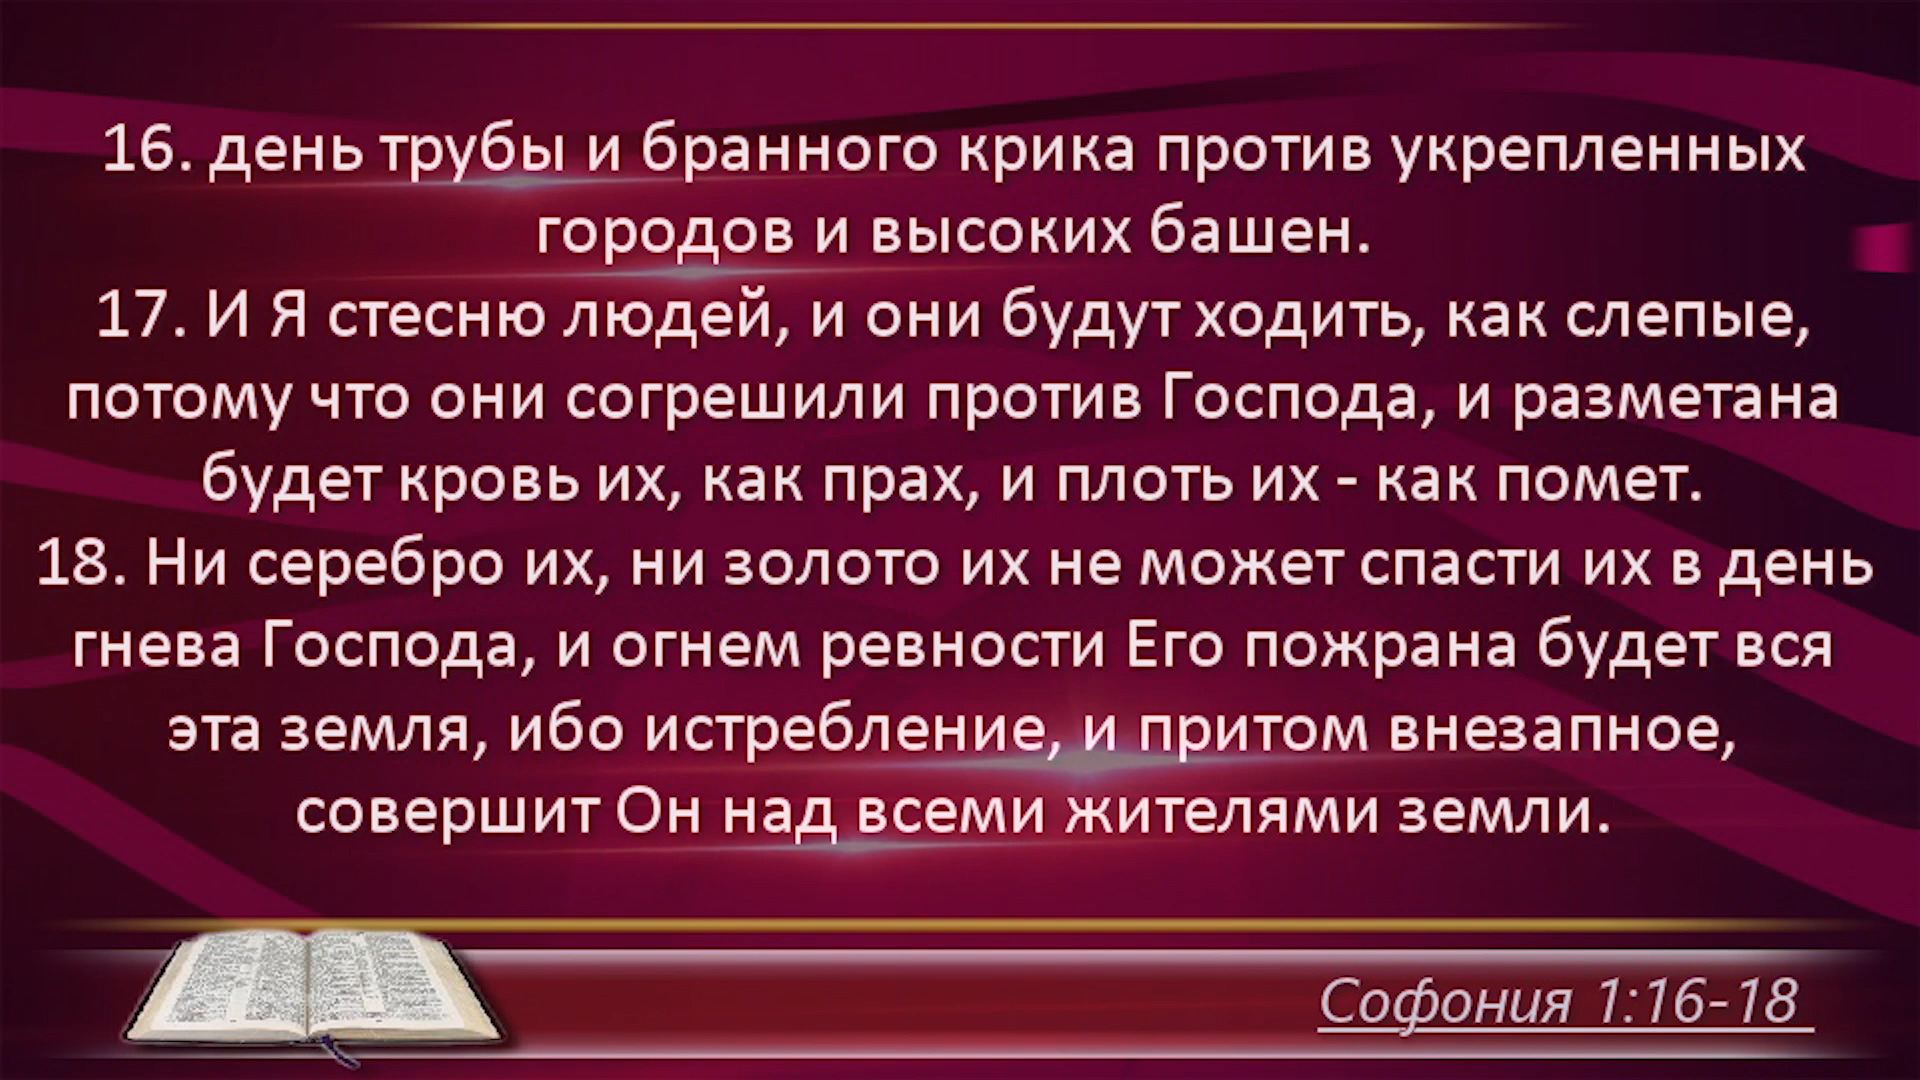 16. день трубы и бранного крика против укрепленных
городов и высоких башен.
17. И Я стесню людей, и они будут ходить, как слепые,
потому что они согрешили против Господа, и разметана
будет кровь их, как прах, и плоть их - как помет.
18. Ни серебро их, ни золото их не может спасти их в день
гнева Господа, и огнем ревности Его пожрана будет вся
эта земля, ибо истребление, и притом внезапное,
совершит Он над всеми жителями земли.
Софония 1:16-18